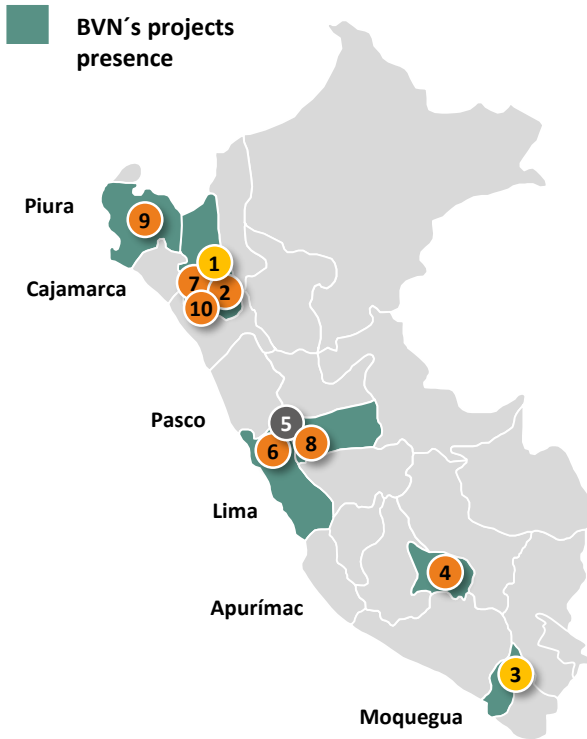 BVN´s projects
presence
Piura
9
1
Cajamarca
7
2
10
Pasco
5
6
8
Lima
4
Apurímac
3
Moquegua